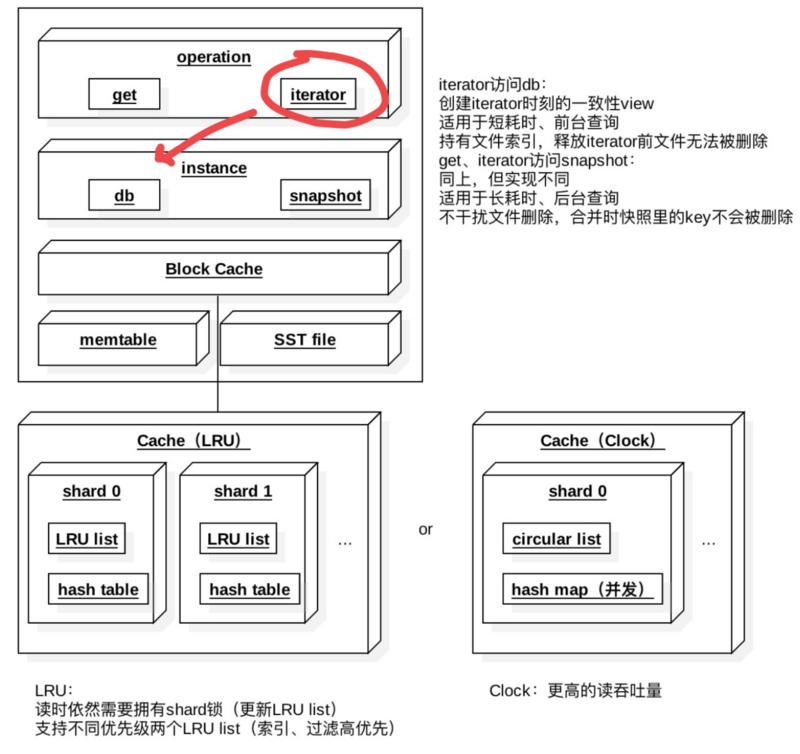 operation
get
iterator
instance
db
snapshot
Block Cache
memtable
SST file
iterator访问db：
创建iterator时刻的一致性view
适用于短耗时、前台查询
持有文件索引，释放iterator前文件无法被删除
get、iterator访问snapshot：
同上，但实现不同
适用于长耗时、后台查询
不干扰文件删除，合并时快照里的key不会被删除
Cache（LRU）
shard 0
LRU list
hash table
shard 1
LRU list
hash table
...
or
Cache（Clock）
shard 0
circular list
hash map（并发）
...
LRU：
读时依然需要拥有shard锁（更新LRU list）
支持不同优先级两个LRU list（索引、过滤高优先）
Clock：更高的读吞吐量